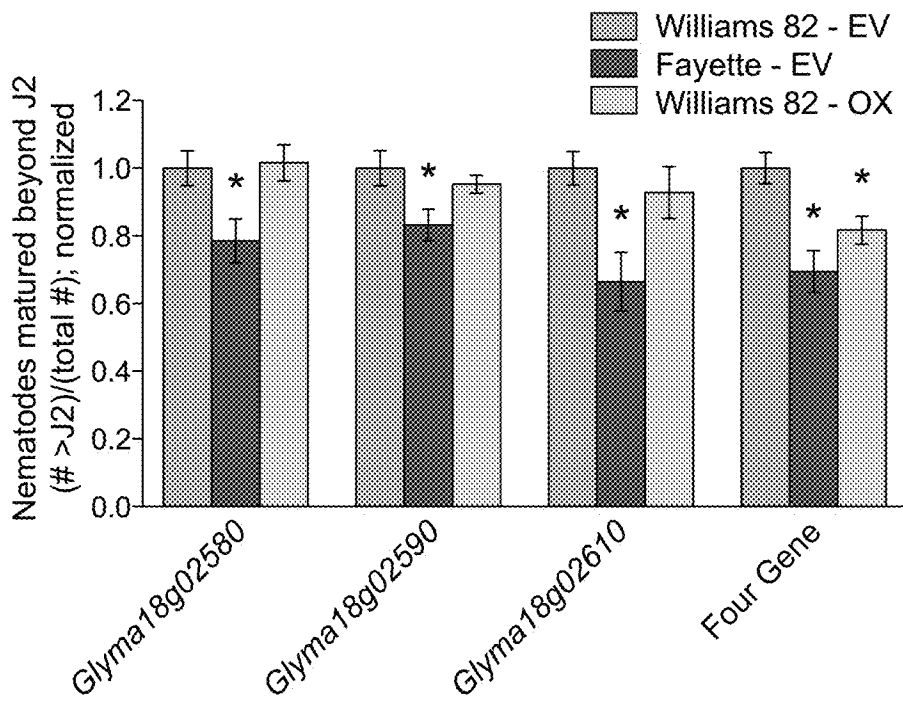 Williams 82 - EV
Fayette - EV
Williams 82 - OX
Nematodes matured beyond J2
(# >J2)/(total #); normalized
1.2
1.0
0.8
0.6
0.4
0.2
0.0
*
*
*
*
*
Glyma18g02580
Glyma18g02590
Glyma18g02610
Four Gene